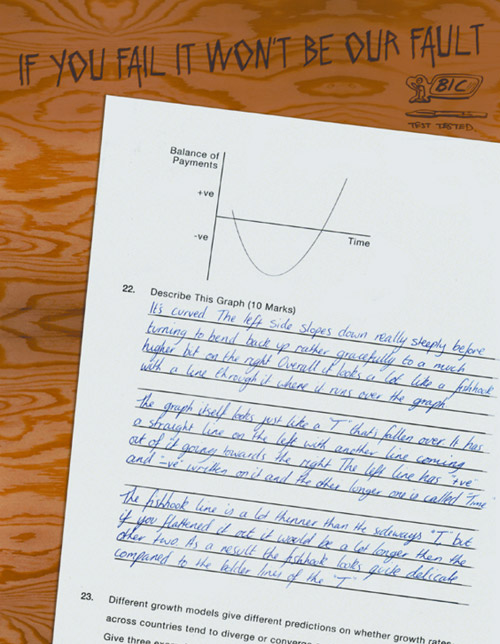 IF YOU FAIL IT WON'T BE OUR FAULT
BIC
TEST TESTED
Balance of
Payments
+ve
-ve
Time
22. Describe This Graph (10 Marks)
It's curved The left side slopes down really steeply before
turning to bend back up rather gracefully to a much
higher bit on the right Overall it looks a lot like a fishhook
with a line through it where it runs over the graph
The graph itself looks just like a "T" that's fallen over It has
a straight line on the left with another line coming
out of it going towards the right The left line has "+ve"
and "-ve" written on it and the other longer one is called "Time"
The fishhook line is a lot thinner than the sideways "T" but
if you flattened it out it would be a lot longer than the
other two As a result the fishhook looks quite delicate
compared to the bolder lines of the "T"
23. Different growth models give different predictions on whether growth rates
across countries tend to diverge or
Give three